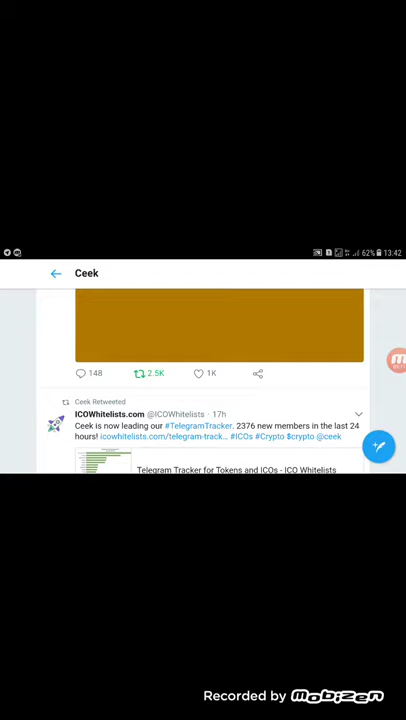 62% 13:42
Ceek
148 2.5K 1K
Ceek Retweeted
ICOWhitelists.com @ICOWhitelists · 17h
Ceek is now leading our #TelegramTracker. 2376 new members in the last 24
hours! icowhitelists.com/telegram-track... #ICOs #Crypto $crypto @ceek
Telegram Tracker for Tokens and ICOs - ICO Whitelists
Recorded by Mobizen